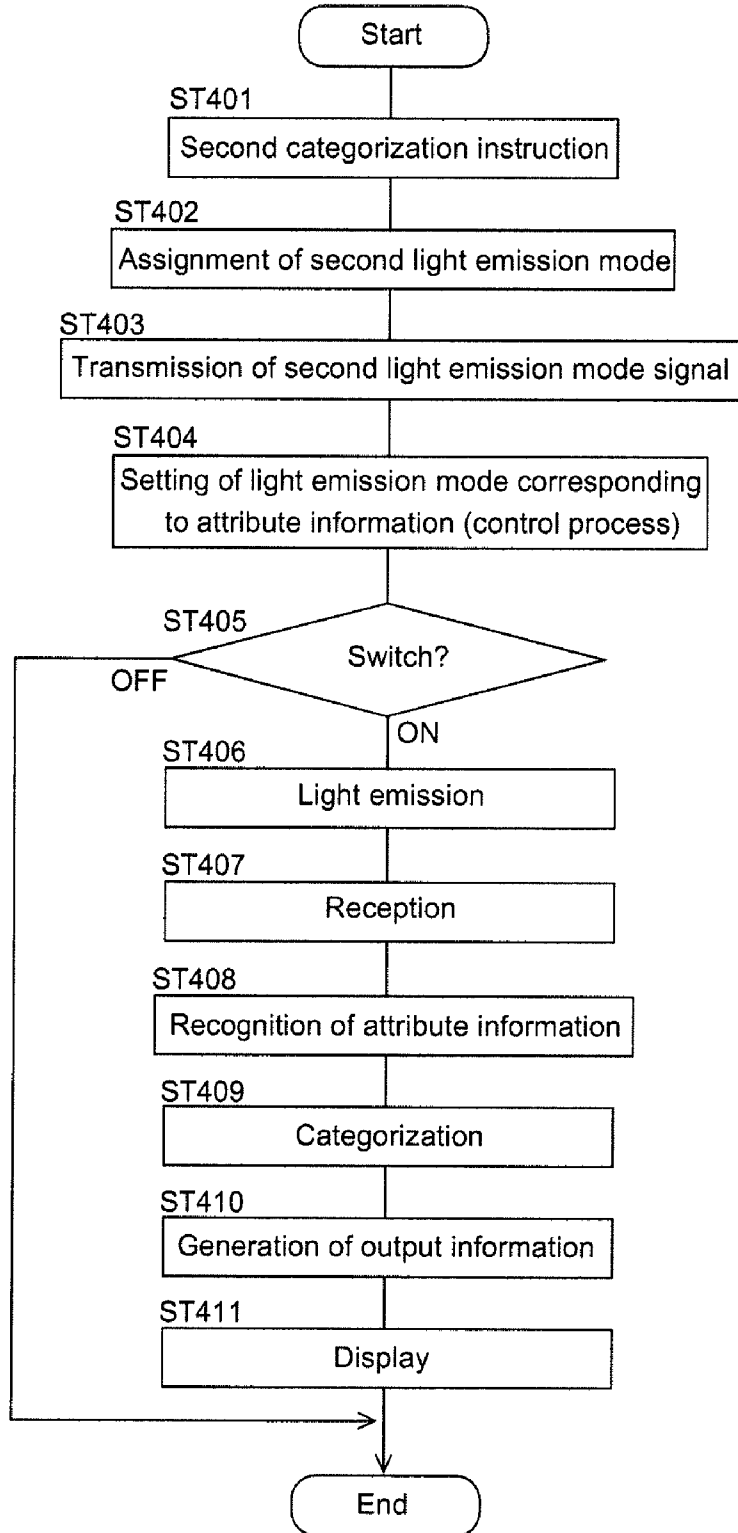 Start
ST401
Second categorization instruction
ST402
Assignment of second light emission mode
ST403
Transmission of second light emission mode signal
ST404
Setting of light emission mode corresponding
to attribute information (control process)
ST405
Switch?
OFF
ON
ST406
Light emission
ST407
Reception
ST408
Recognition of attribute information
ST409
Categorization
ST410
Generation of output information
ST411
Display
End